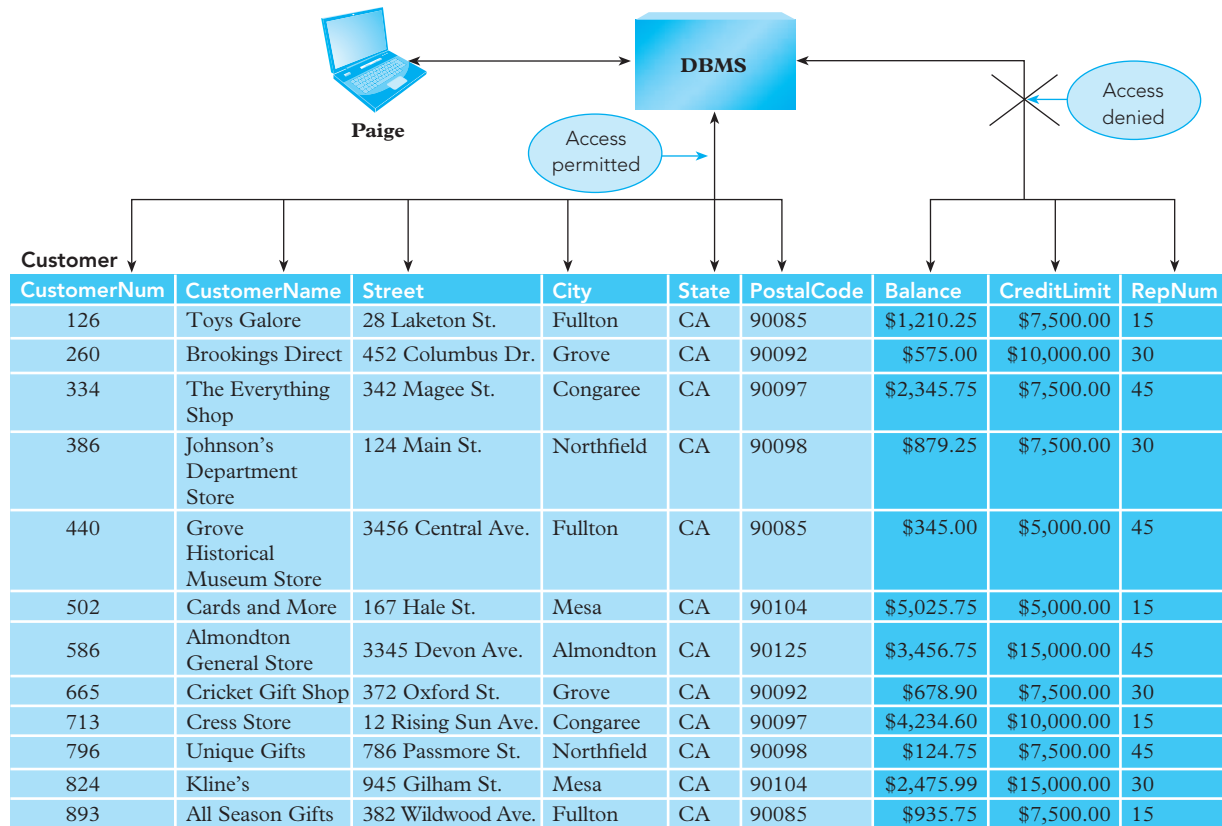 DBMS
Paige
Access
denied
Access
permitted
Customer
CustomerNum CustomerName Street City State PostalCode Balance CreditLimit RepNum
126 Toys Galore 28 Laketon St. Fullton CA 90085 $1,210.25 $7,500.00 15
260 Brookings Direct 452 Columbus Dr. Grove CA 90092 $575.00 $10,000.00 30
334 The Everything 342 Magee St. Congaree CA 90097 $2,345.75 $7,500.00 45
Shop
386 Johnson’s 124 Main St. Northfield CA 90098 $879.25 $7,500.00 30
Department
Store
440 Grove 3456 Central Ave. Fullton CA 90085 $345.00 $5,000.00 45
Historical
Museum Store
502 Cards and More 167 Hale St. Mesa CA 90104 $5,025.75 $5,000.00 15
586 Almondton 3345 Devon Ave. Almondton CA 90125 $3,456.75 $15,000.00 45
General Store
665 Cricket Gift Shop 372 Oxford St. Grove CA 90092 $678.90 $7,500.00 30
713 Cress Store 12 Rising Sun Ave. Congaree CA 90097 $4,234.60 $10,000.00 15
796 Unique Gifts 786 Passmore St. Northfield CA 90098 $124.75 $7,500.00 45
824 Kline’s 945 Gilham St. Mesa CA 90104 $2,475.99 $15,000.00 30
893 All Season Gifts 382 Wildwood Ave. Fullton CA 90085 $935.75 $7,500.00 15